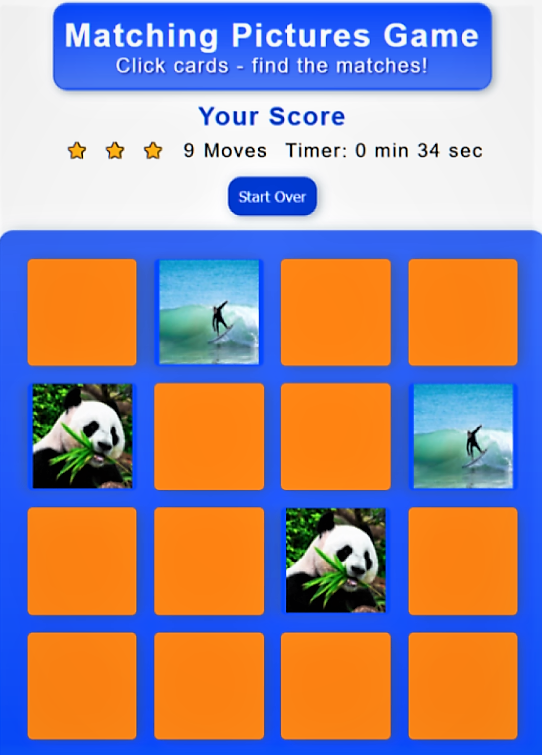 Matching Pictures Game
Click cards - find the matches!
Your Score
9 Moves Timer: 0 min 34 sec
Start Over